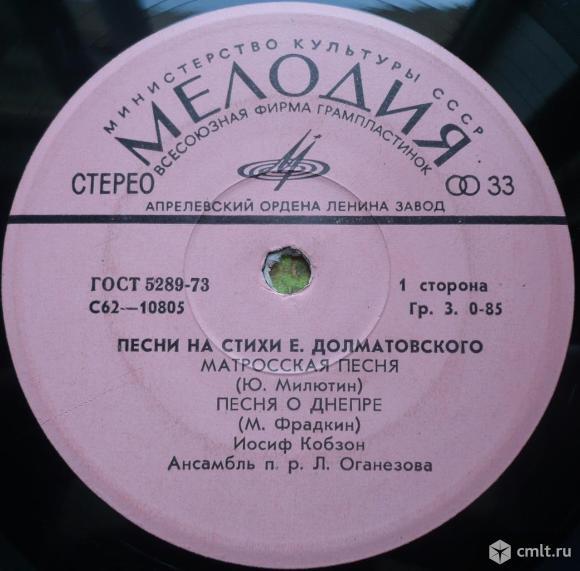 МИНИСТЕРСТВО КУЛЬТУРЫ СССР
МЕЛОДИЯ
ВСЕСОЮЗНАЯ ФИРМА ГРАМПЛАСТИНОК
СТЕРЕО 33
АПРЕЛЕВСКИЙ ОРДЕНА ЛЕНИНА ЗАВОД
ГОСТ 5289-73 1 сторона
С62—10805 Гр. 3. 0-85
ПЕСНИ НА СТИХИ Е. ДОЛМАТОВСКОГО
МАТРОССКАЯ ПЕСНЯ
(Ю. Милютин)
ПЕСНЯ О ДНЕПРЕ
(М. Фрадкин)
Иосиф Кобзон
Ансамбль п. р. Л. Оганезова
cmlt.ru